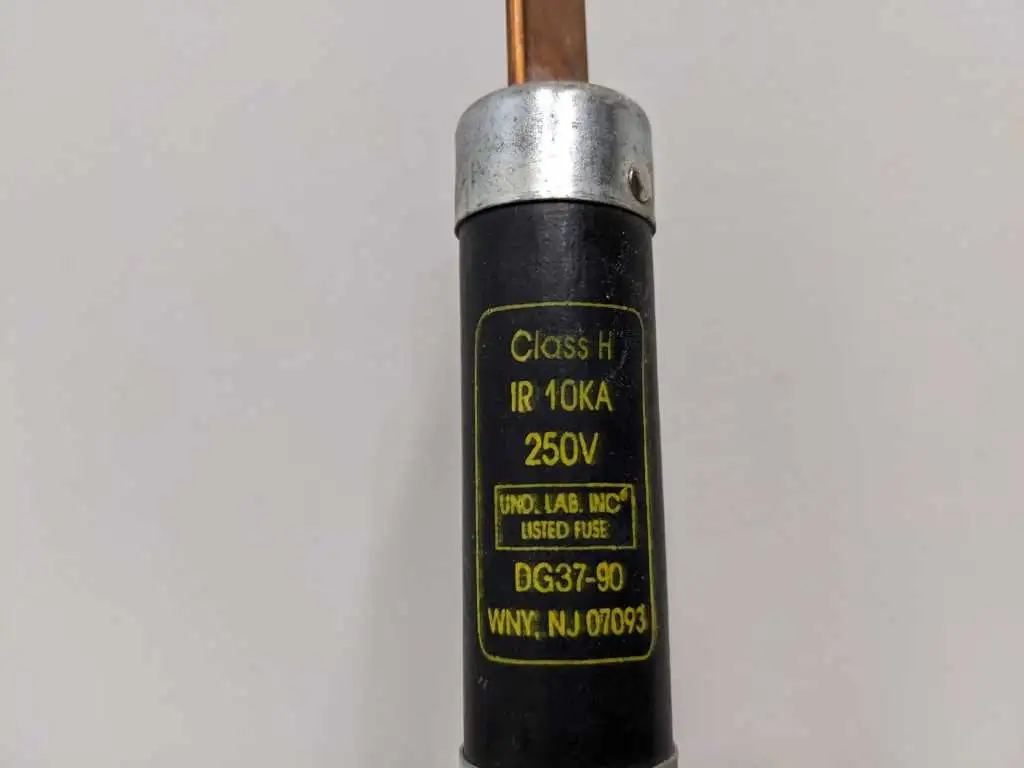 Class H
IR 10KA
250V
UND. LAB. INC®
LISTED FUSE
DG37-90
WNY, NJ 07093